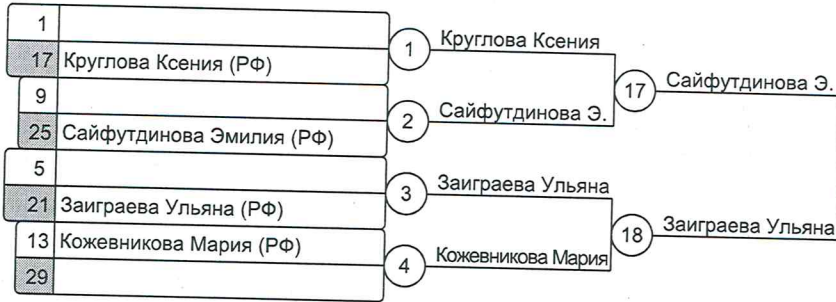 1
17 Круглова Ксения (РФ)
9
25 Сайфутдинова Эмилия (РФ)
5
21 Заиграева Ульяна (РФ)
13 Кожевникова Мария (РФ)
29
1 Круглова Ксения
2 Сайфутдинова Э.
3 Заиграева Ульяна
4 Кожевникова Мария
17 Сайфутдинова Э.
18 Заиграева Ульяна